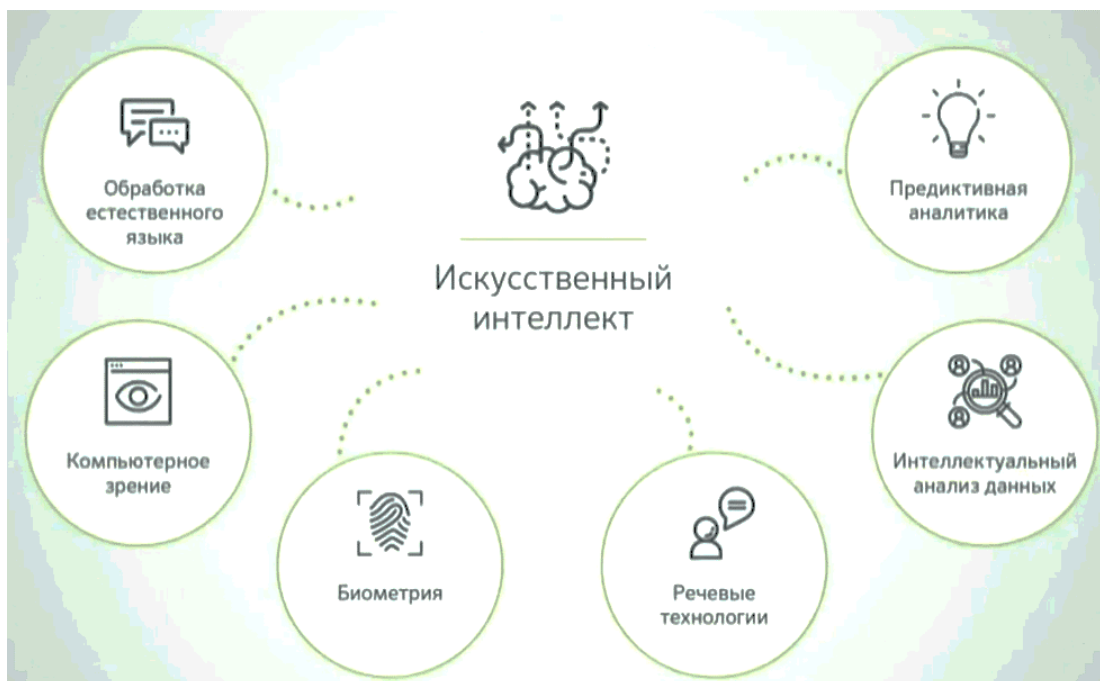 Искусственный
интеллект
Обработка
естественного
языка
Компьютерное
зрение
Биометрия
Речевые
технологии
Интеллектуальный
анализ данных
Предиктивная
аналитика